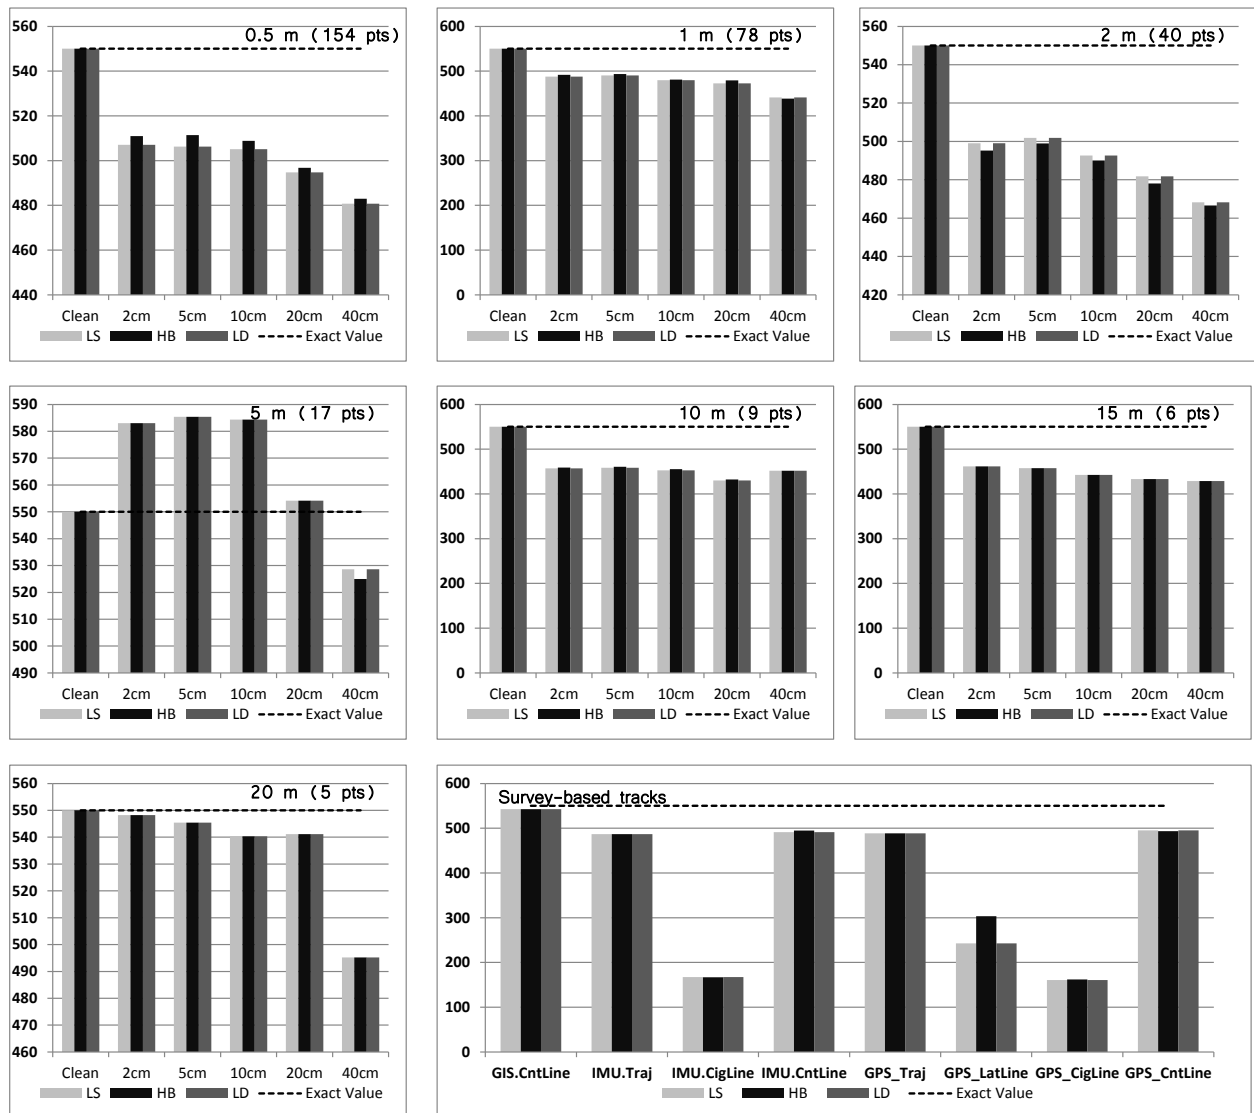 0.5 m (154 pts)
560
540
520
500
480
460
440
Clean 2cm 5cm 10cm 20cm 40cm
LS HB LD Exact Value
1 m (78 pts)
600
500
400
300
200
100
0
Clean 2cm 5cm 10cm 20cm 40cm
LS HB LD Exact Value
2 m (40 pts)
560
540
520
500
480
460
440
420
Clean 2cm 5cm 10cm 20cm 40cm
LS HB LD Exact Value
5 m (17 pts)
590
580
570
560
550
540
530
520
510
500
490
Clean 2cm 5cm 10cm 20cm 40cm
LS HB LD Exact Value
10 m (9 pts)
600
500
400
300
200
100
0
Clean 2cm 5cm 10cm 20cm 40cm
LS HB LD Exact Value
15 m (6 pts)
600
500
400
300
200
100
0
Clean 2cm 5cm 10cm 20cm 40cm
LS HB LD Exact Value
20 m (5 pts)
560
550
540
530
520
510
500
490
480
470
460
Clean 2cm 5cm 10cm 20cm 40cm
LS HB LD Exact Value
Survey-based tracks
600
500
400
300
200
100
0
GIS.CntLine IMU.Traj IMU.CigLine IMU.CntLine GPS_Traj GPS_LatLine GPS_CigLine GPS_CntLine
LS HB LD Exact Value